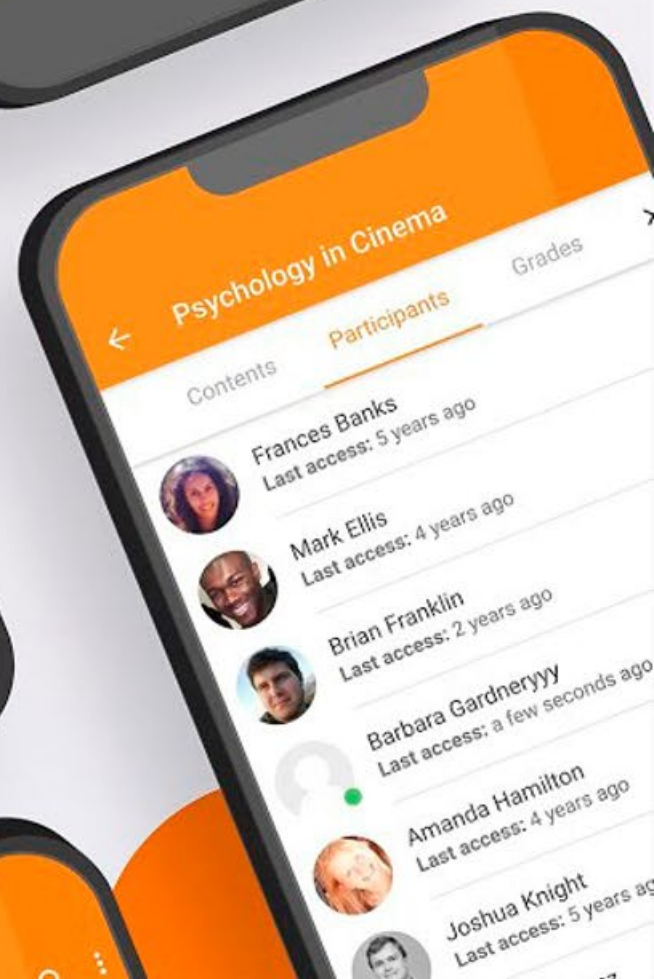 Psychology in Cinema
Contents Participants Grades
Frances Banks
Last access: 5 years ago
Mark Ellis
Last access: 4 years ago
Brian Franklin
Last access: 2 years ago
Barbara Gardneryyy
Last access: a few seconds ago
Amanda Hamilton
Last access: 4 years ago
Joshua Knight
Last access: 5 years